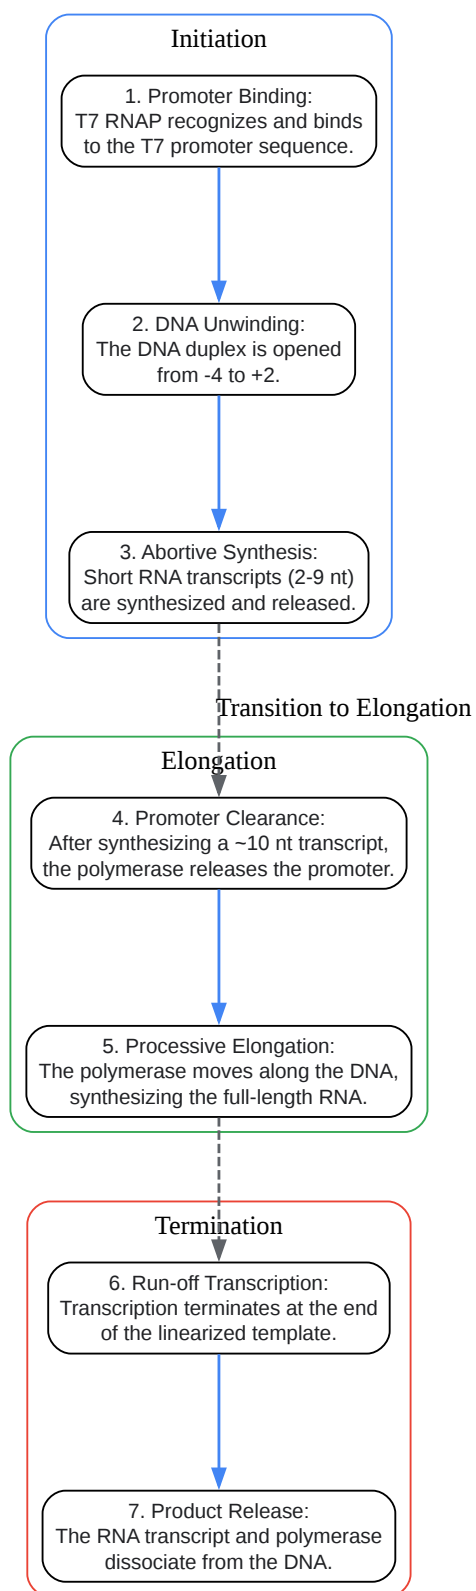 Initiation
1. Promoter Binding:
T7 RNAP recognizes and binds
to the T7 promoter sequence.
2. DNA Unwinding:
The DNA duplex is opened
from -4 to +2.
3. Abortive Synthesis:
Short RNA transcripts (2-9 nt)
are synthesized and released.
Transition to Elongation
Elongation
4. Promoter Clearance:
After synthesizing a ~10 nt transcript,
the polymerase releases the promoter.
5. Processive Elongation:
The polymerase moves along the DNA,
synthesizing the full-length RNA.
Termination
6. Run-off Transcription:
Transcription terminates at the end
of the linearized template.
7. Product Release:
The RNA transcript and polymerase
dissociate from the DNA.